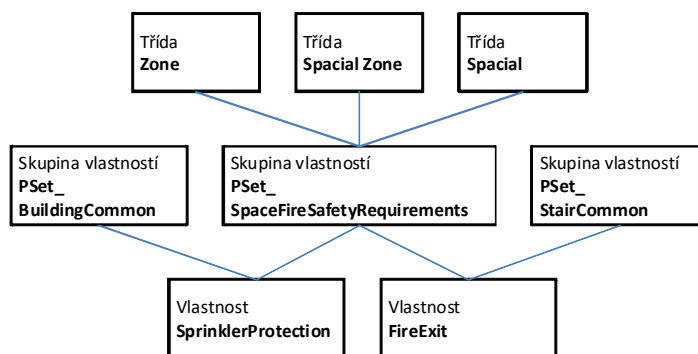 Třída
Zone
Třída
Spacial Zone
Třída
Spacial
Skupina vlastností
PSet_
BuildingCommon
Skupina vlastností
PSet_
SpaceFireSafetyRequirements
Skupina vlastností
PSet_
StairCommon
Vlastnost
SprinklerProtection
Vlastnost
FireExit